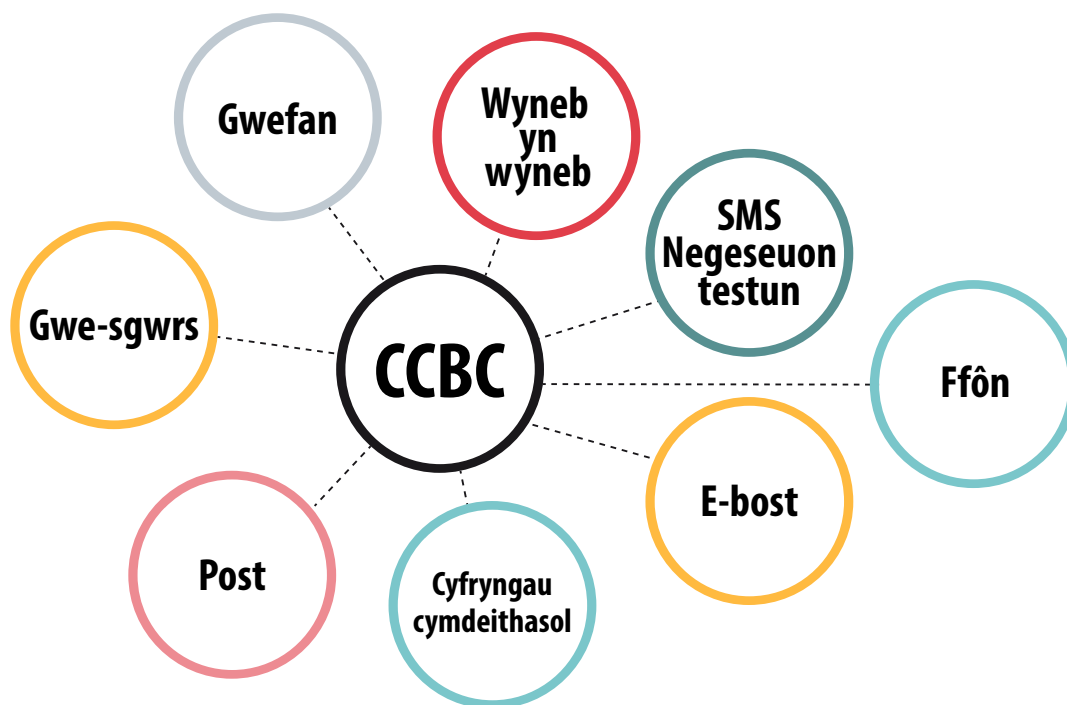 Gwefan
Wyneb
yn
wyneb
SMS
Negeseuon
testun
Gwe-sgwrs
CCBC
Ffôn
E-bost
Post
Cyfryngau
cymdeithasol